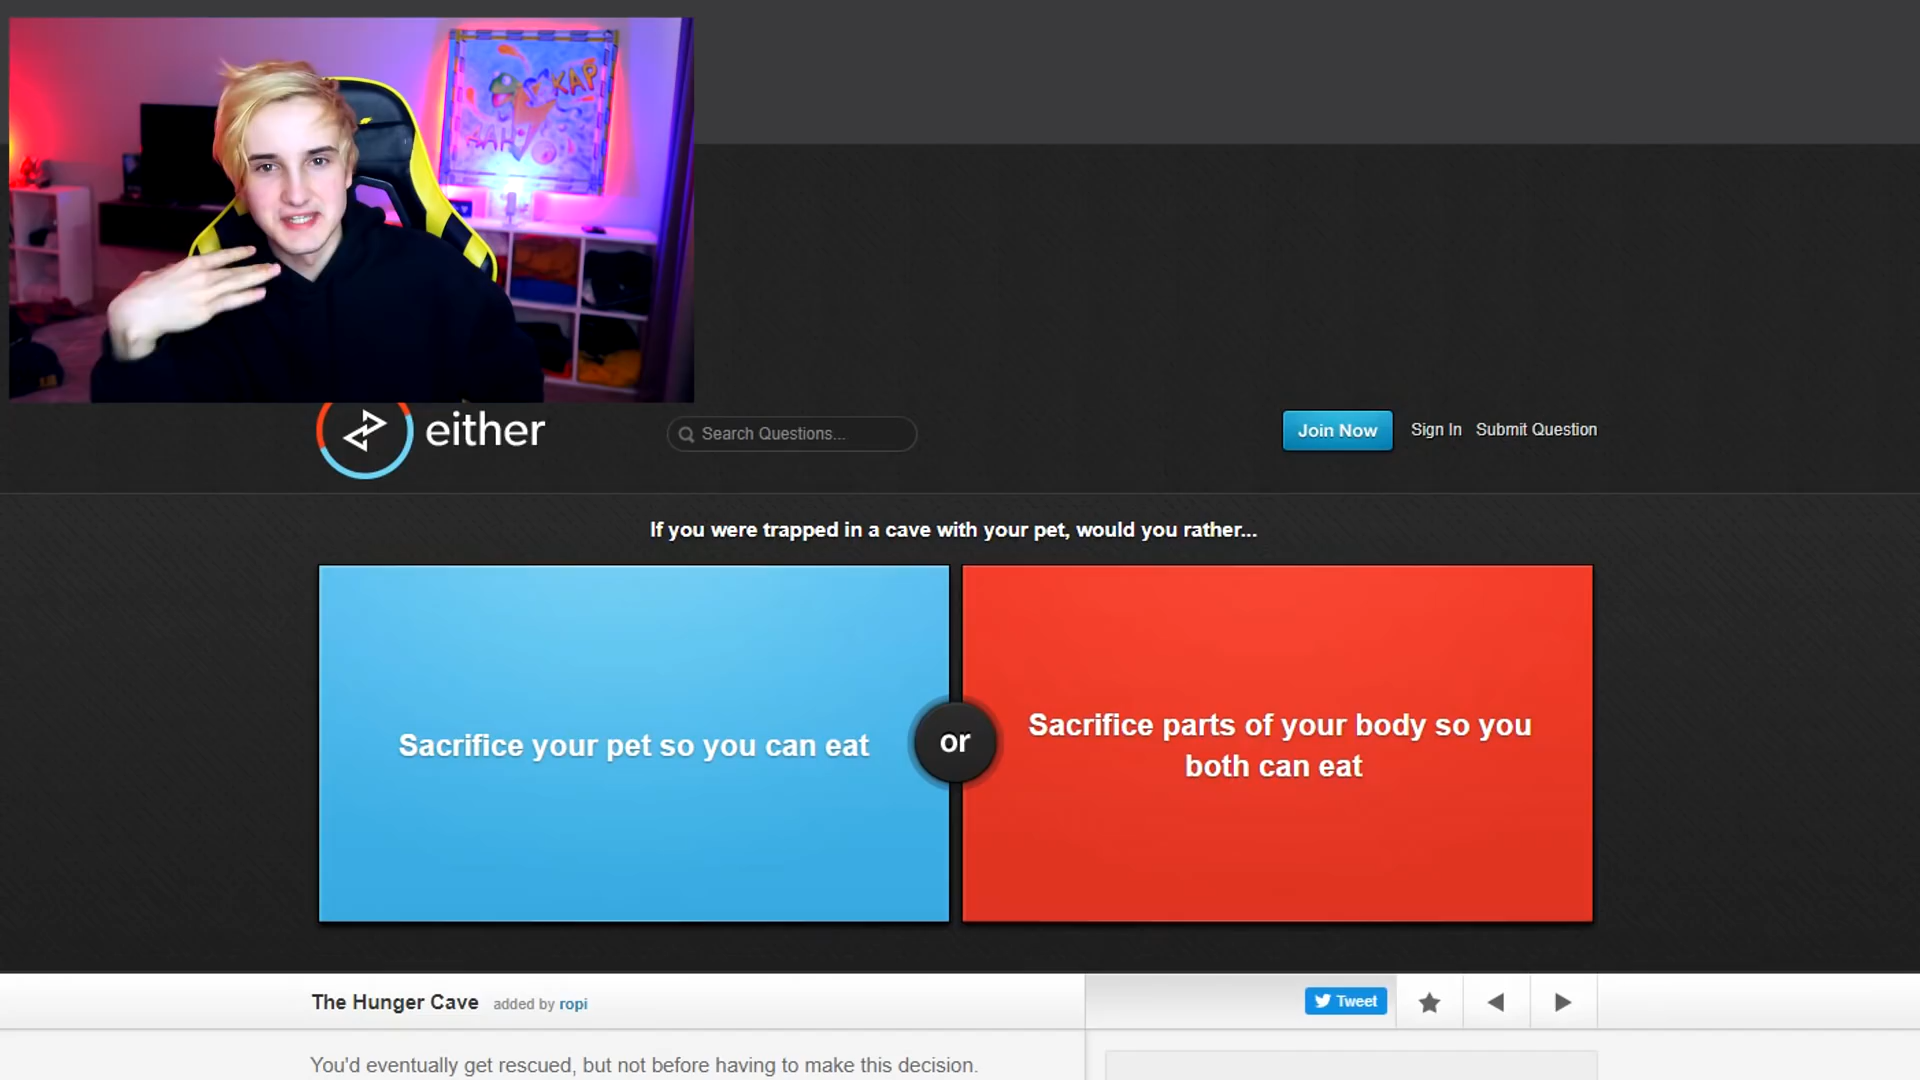 KAP
AAH
either
Search Questions...
Join Now
Sign In
Submit Question
If you were trapped in a cave with your pet, would you rather...
Sacrifice your pet so you can eat
or
Sacrifice parts of your body so you
both can eat
The Hunger Cave
added by ropi
Tweet
You'd eventually get rescued, but not before having to make this decision.